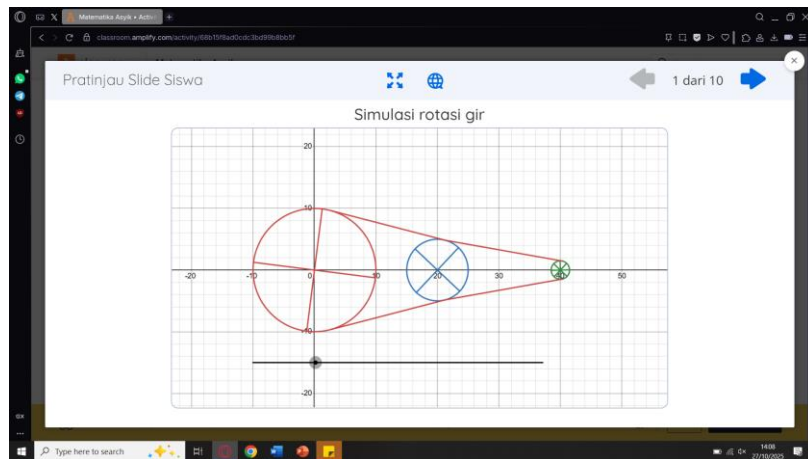 Matematika Asyik • Activ
classroom.amplify.com/activity/68b15f8ad0cdc3bd99b8bb5f
Pratinjau Slide Siswa
1 dari 10
Simulasi rotasi gir
20
10
-20
-10
0
10
20
30
40
50
-10
-20
Type here to search
14:08
27/10/2025